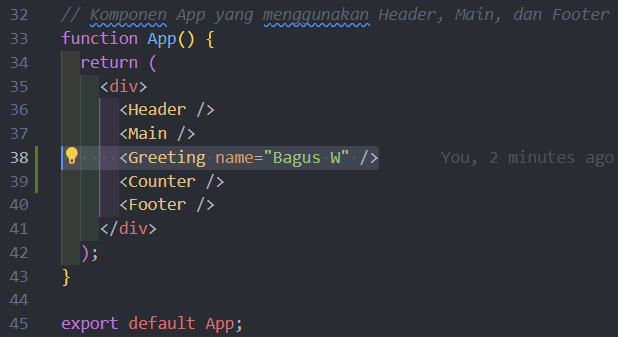 32 // Komponen App yang menggunakan Header, Main, dan Footer
33 function App() {
34   return (
35     <div>
36       <Header />
37       <Main />
38       <Greeting name="Bagus W" /> You, 2 minutes ago
39       <Counter />
40       <Footer />
41     </div>
42   );
43 }
44
45 export default App;